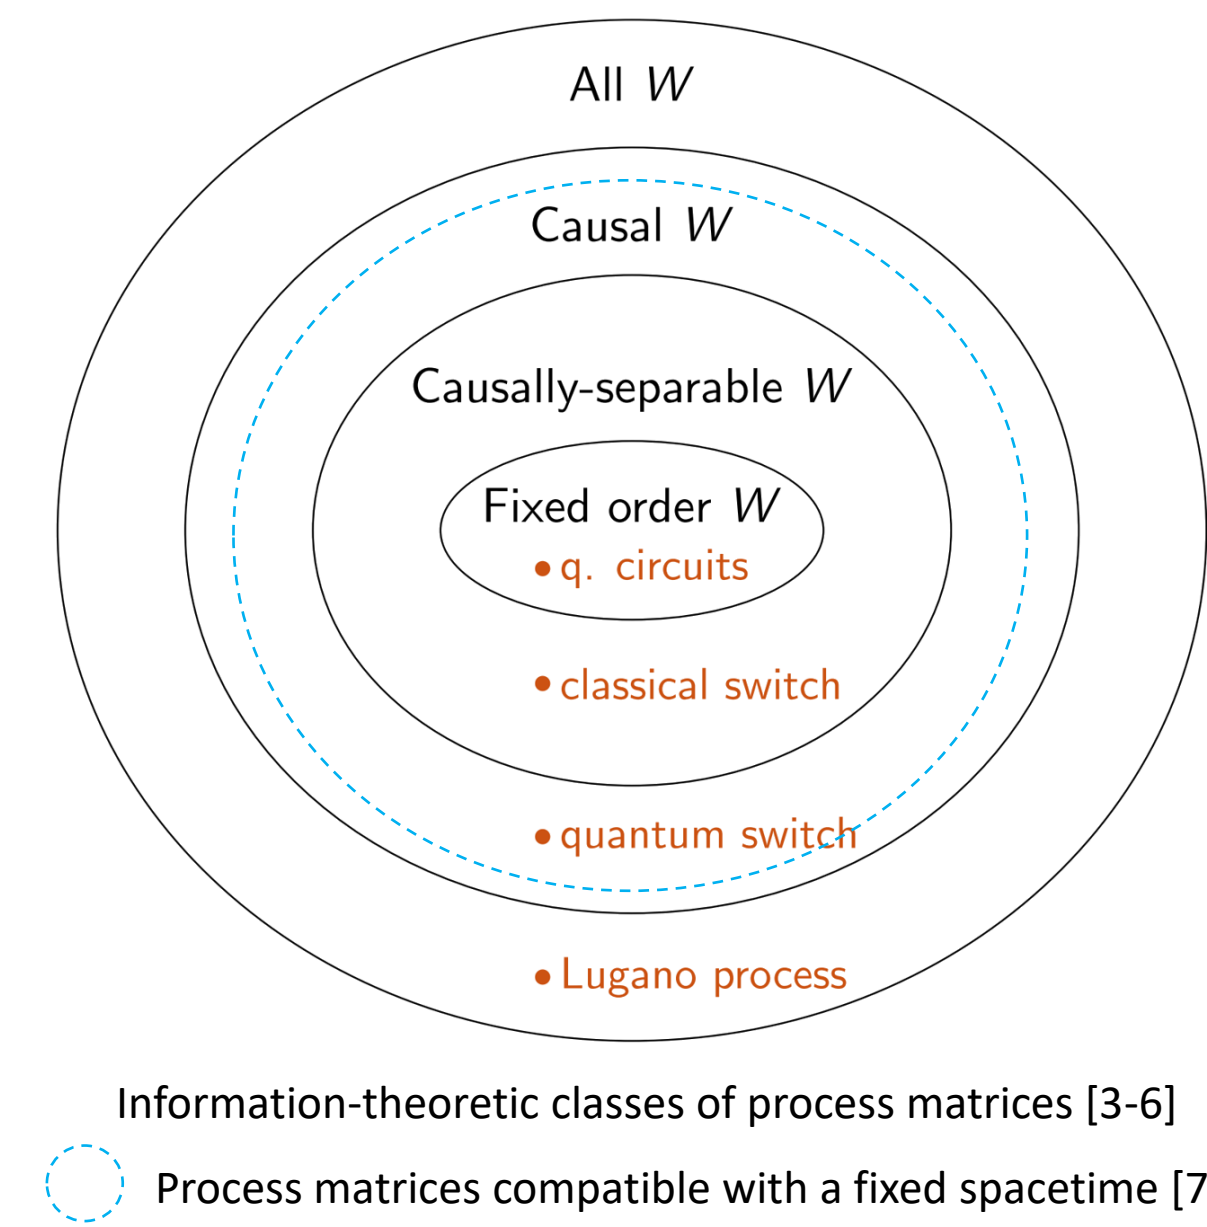 All W
Causal W
Causally-separable W
Fixed order W
• q. circuits
• classical switch
• quantum switch
• Lugano process
Information-theoretic classes of process matrices [3-6]
Process matrices compatible with a fixed spacetime [7